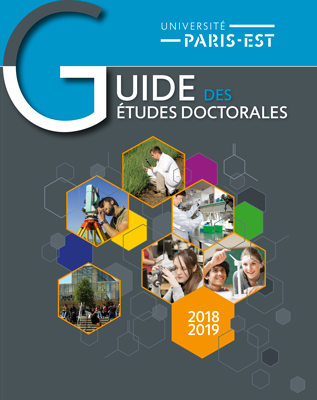 UNIVERSITÉ
PARIS-EST
GUIDE DES
ÉTUDES DOCTORALES
2018
2019